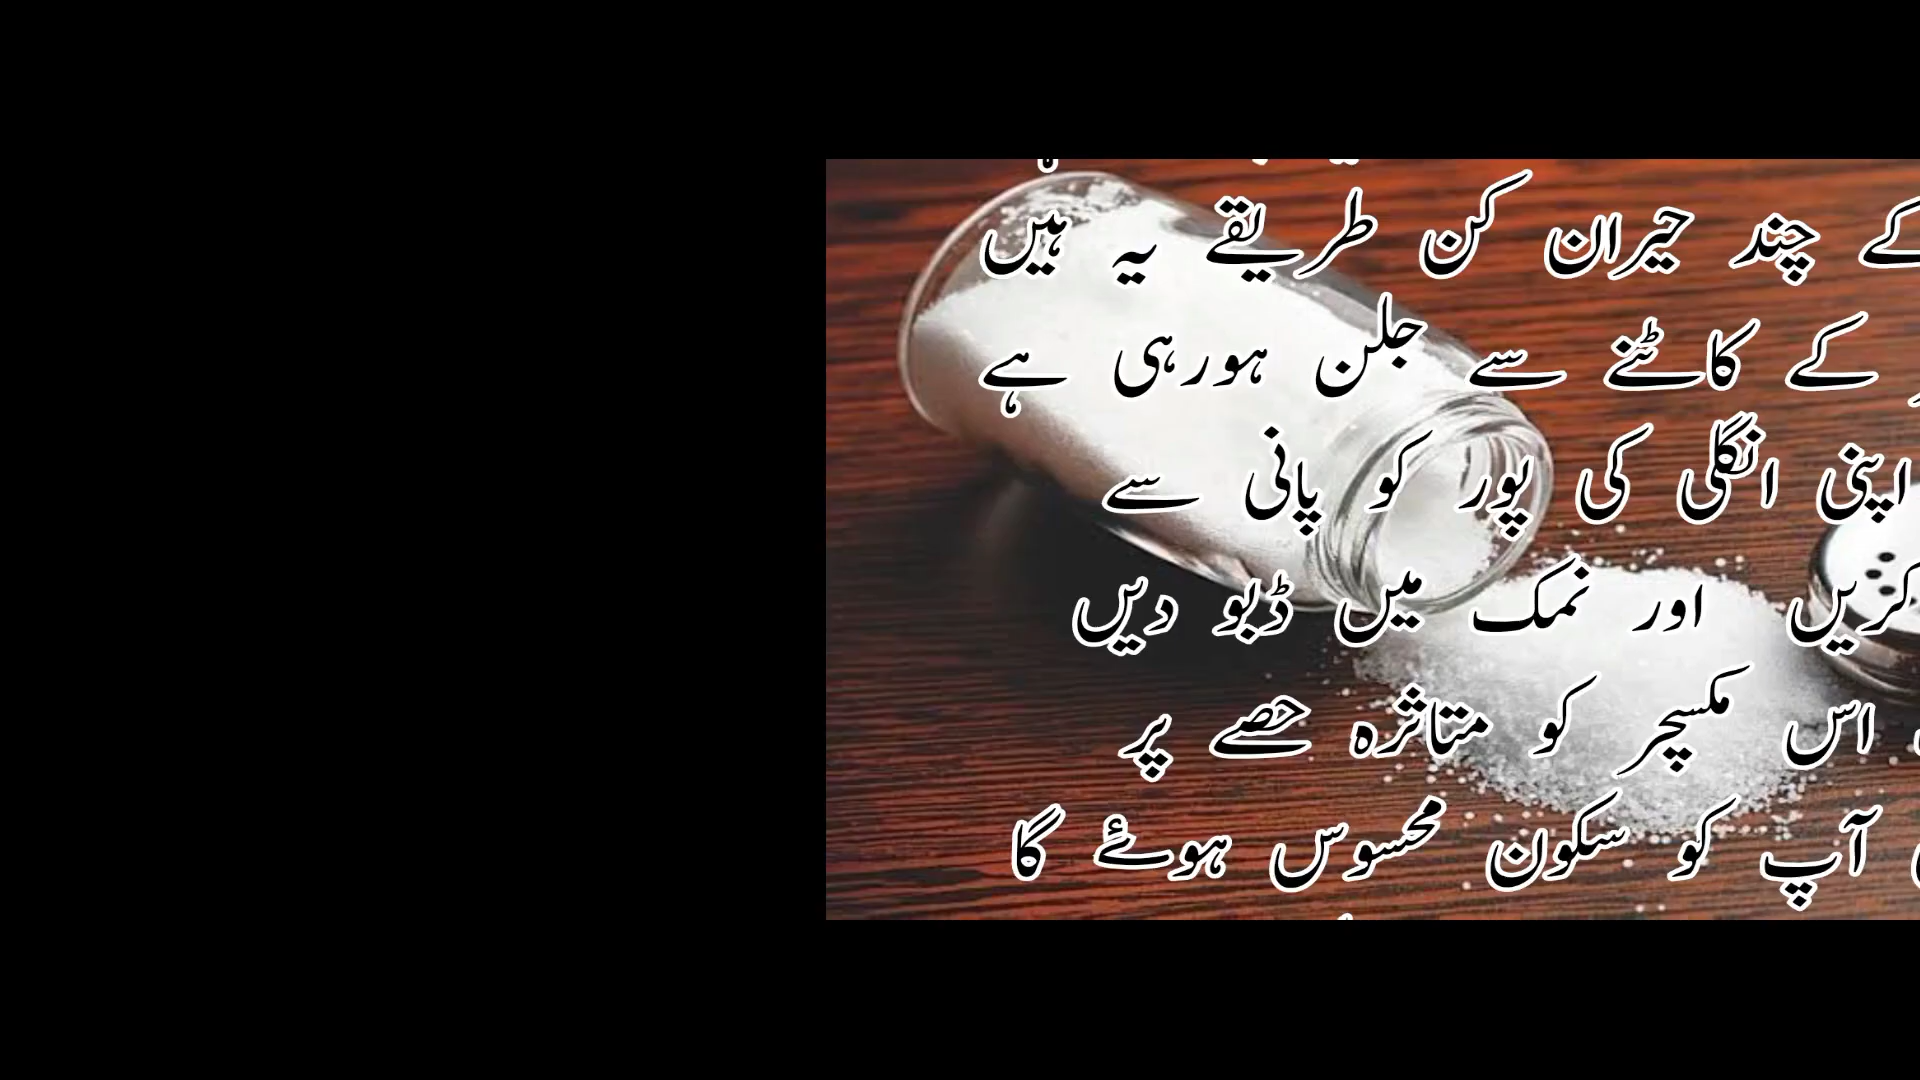 کے چند حیران کن طریقے یہ ہیں
کے کاٹنے سے جلن ہورہی ہے
اپنی انگلی کی پور کو پانی سے
کریں اور نمک میں ڈبو دیں
اس مکسچر کو متاثرہ حصے پر
آپ کو سکون محسوس ہوئے گا